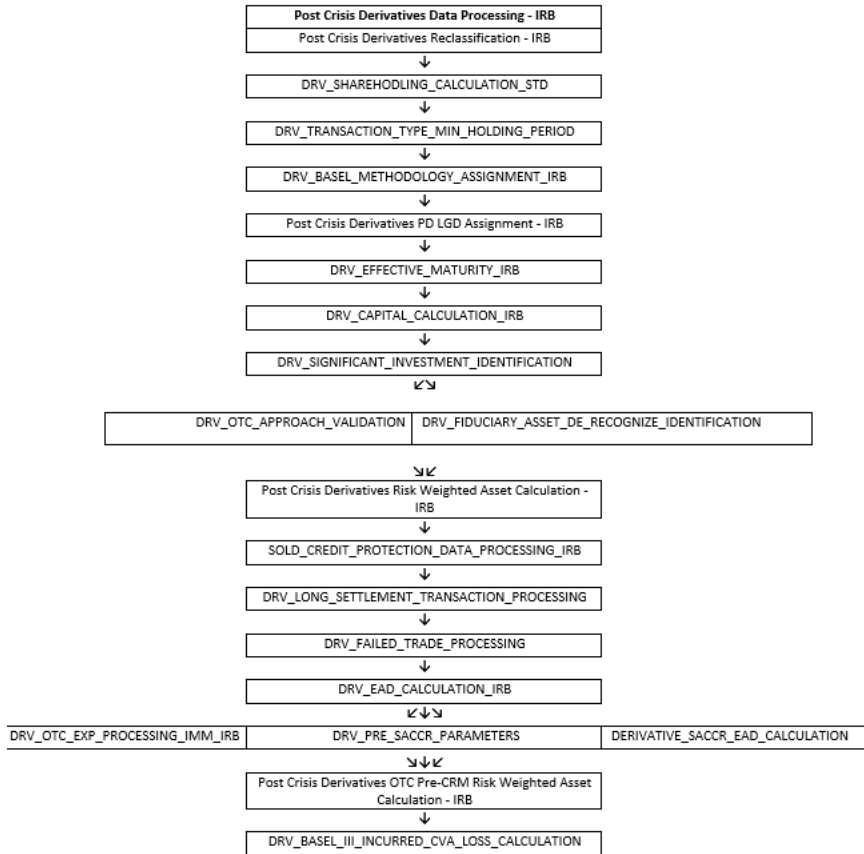 Post Crisis Derivatives Data Processing - IRB
Post Crisis Derivatives Reclassification - IRB
DRV_SHAREHODLING_CALCULATION_STD
DRV_TRANSACTION_TYPE_MIN_HOLDING_PERIOD
DRV_BASEL_METHODOLOGY_ASSIGNMENT_IRB
Post Crisis Derivatives PD LGD Assignment - IRB
DRV_EFFECTIVE_MATURITY_IRB
DRV_CAPITAL_CALCULATION_IRB
DRV_SIGNIFICANT_INVESTMENT_IDENTIFICATION
DRV_OTC_APPROACH_VALIDATION DRV_FIDUCIARY_ASSET_DE_RECOGNIZE_IDENTIFICATION
Post Crisis Derivatives Risk Weighted Asset Calculation -
IRB
SOLD_CREDIT_PROTECTION_DATA_PROCESSING_IRB
DRV_LONG_SETTLEMENT_TRANSACTION_PROCESSING
DRV_FAILED_TRADE_PROCESSING
DRV_EAD_CALCULATION_IRB
DRV_OTC_EXP_PROCESSING_IMM_IRB DRV_PRE_SACCR_PARAMETERS DERIVATIVE_SACCR_EAD_CALCULATION
Post Crisis Derivatives OTC Pre-CRM Risk Weighted Asset
Calculation - IRB
DRV_BASEL_III_INCURRED_CVA_LOSS_CALCULATION